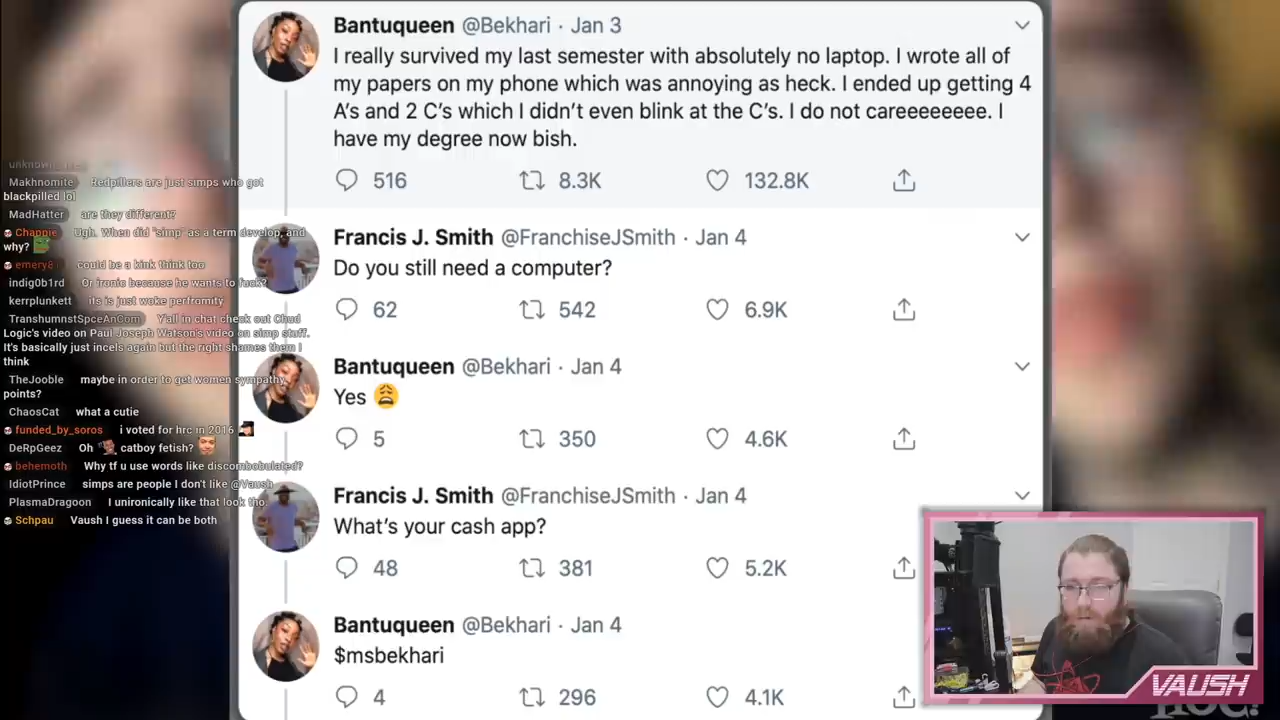 Bantuqueen @Bekhari · Jan 3
I really survived my last semester with absolutely no laptop. I wrote all of
my papers on my phone which was annoying as heck. I ended up getting 4
A's and 2 C's which I didn't even blink at the C's. I do not careeeeeeee. I
have my degree now bish.
516 8.3K 132.8K
Francis J. Smith @FranchiseJSmith · Jan 4
Do you still need a computer?
62 542 6.9K
Bantuqueen @Bekhari · Jan 4
Yes 😩
5 350 4.6K
Francis J. Smith @FranchiseJSmith · Jan 4
What's your cash app?
48 381 5.2K
Bantuqueen @Bekhari · Jan 4
$msbekhari
4 296 4.1K
Makhnomite Redpillers are just simps who got
blackpilled lol
MadHatter are they different?
Chappie Ugh. When did "simp" as a term develop, and
why?
emery8 could be a kink think too
indig0b1rd Or ironic because he wants to fuck?
kerrplunkett its is just woke perfromity
TranshumnstSpceAnCom Y'all in chat check out Chud
Logic's video on Paul Joseph Watson's video on simp stuff.
It's basically just incels again but the right shames them I
think
TheJooble maybe in order to get women sympathy
points?
ChaosCat what a cutie
funded_by_soros i voted for hrc in 2016
DeRpGeez Oh catboy fetish?
behemoth Why tf u use words like discombobulated?
IdiotPrince simps are people I don't like @Vaush
PlasmaDragoon I unironically like that look tho.
Schpau Vaush I guess it can be both
VAUSH